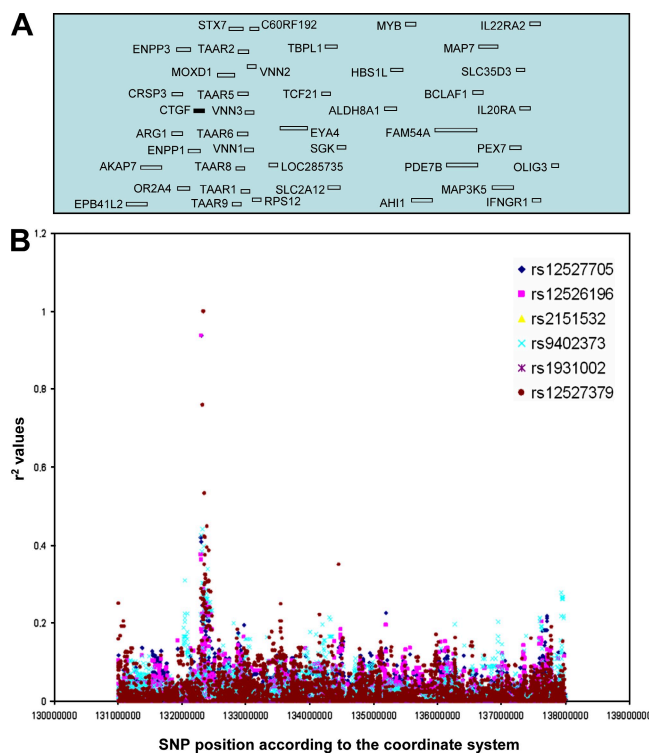 A
STX7 C60RF192 MYB IL22RA2
ENPP3 TAAR2 TBPL1 MAP7
MOXD1 VNN2 HBS1L SLC35D3
CRSP3 TAAR5 TCF21 BCLAF1
CTGF VNN3 ALDH8A1 IL20RA
ARG1 TAAR6 EYA4 FAM54A
ENPP1 VNN1 SGK PEX7
AKAP7 TAAR8 LOC285735 PDE7B OLIG3
OR2A4 TAAR1 SLC2A12 MAP3K5
EPB41L2 TAAR9 RPS12 AHI1 IFNGR1
B
1.2
1
0.8
0.6
0.4
0.2
0
r² values
rs12527705
rs12526196
rs2151532
rs9402373
rs1931002
rs12527379
130000000 131000000 132000000 133000000 134000000 135000000 136000000 137000000 138000000 139000000
SNP position according to the coordinate system